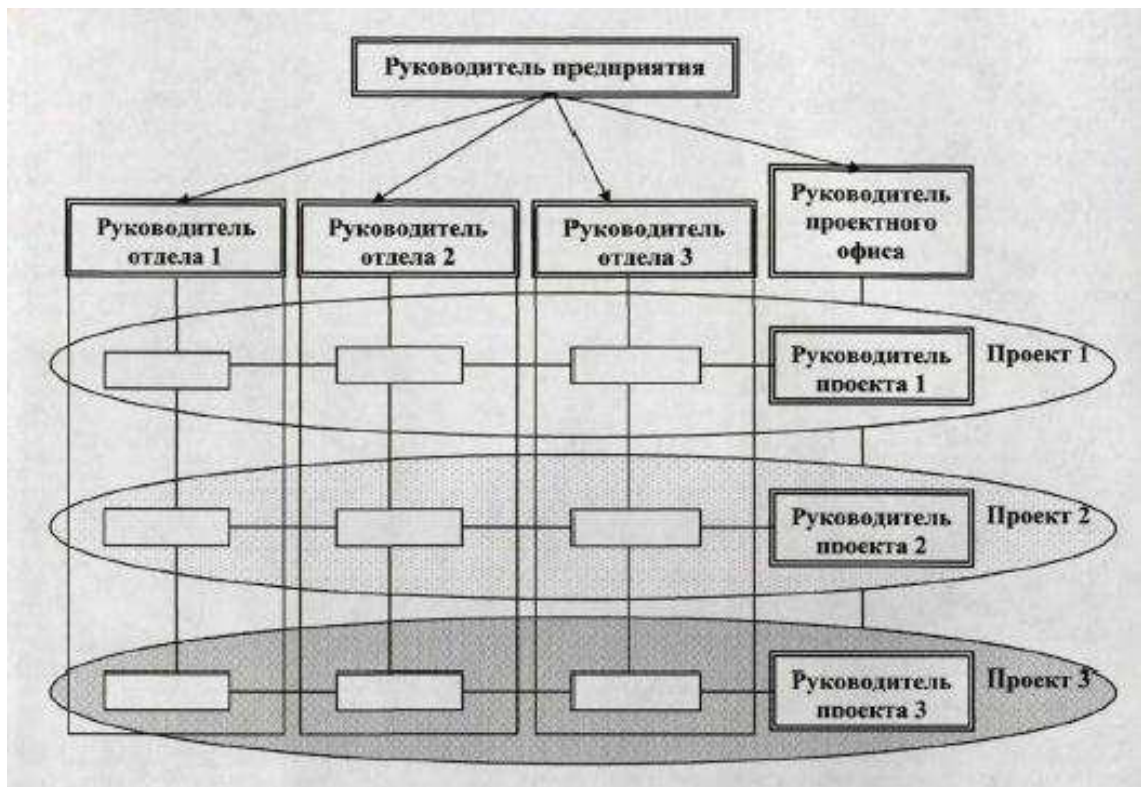 Руководитель предприятия
Руководитель
отдела 1
Руководитель
отдела 2
Руководитель
отдела 3
Руководитель
проектного
офиса
Руководитель
проекта 1
Проект 1
Руководитель
проекта 2
Проект 2
Руководитель
проекта 3
Проект 3